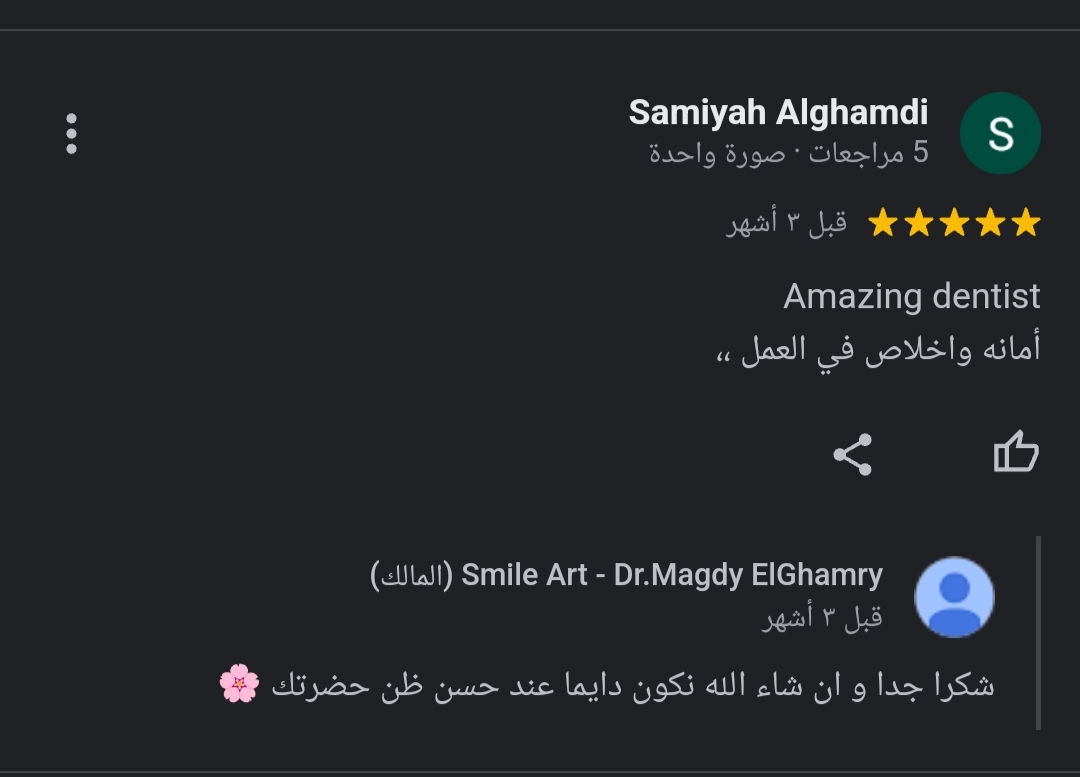 Samiyah Alghamdi
5 مراجعات · صورة واحدة
قبل ٣ أشهر
Amazing dentist
أمانه واخلاص في العمل ،،
Smile Art - Dr.Magdy ElGhamry (المالك)
قبل ٣ أشهر
شكرا جدا و ان شاء الله نكون دايما عند حسن ظن حضرتك 🌸
S